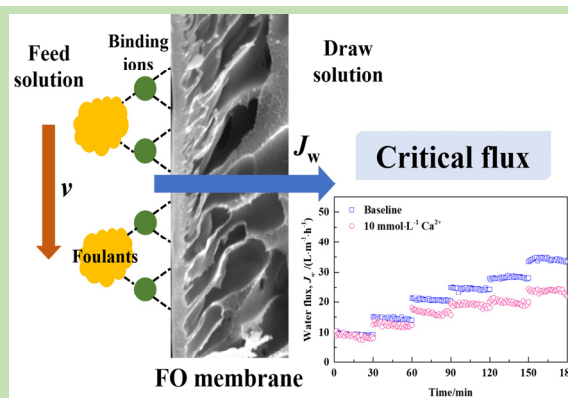 Binding
ions
Feed
solution
Draw
solution
J_w
Critical flux
v
Foulants
FO membrane
Baseline
10 mmol·L⁻¹ Ca²⁺
Water flux, J_w /(L·m⁻²·h⁻¹)
50
40
30
20
10
0
0 30 60 90 120 150 180
Time/min